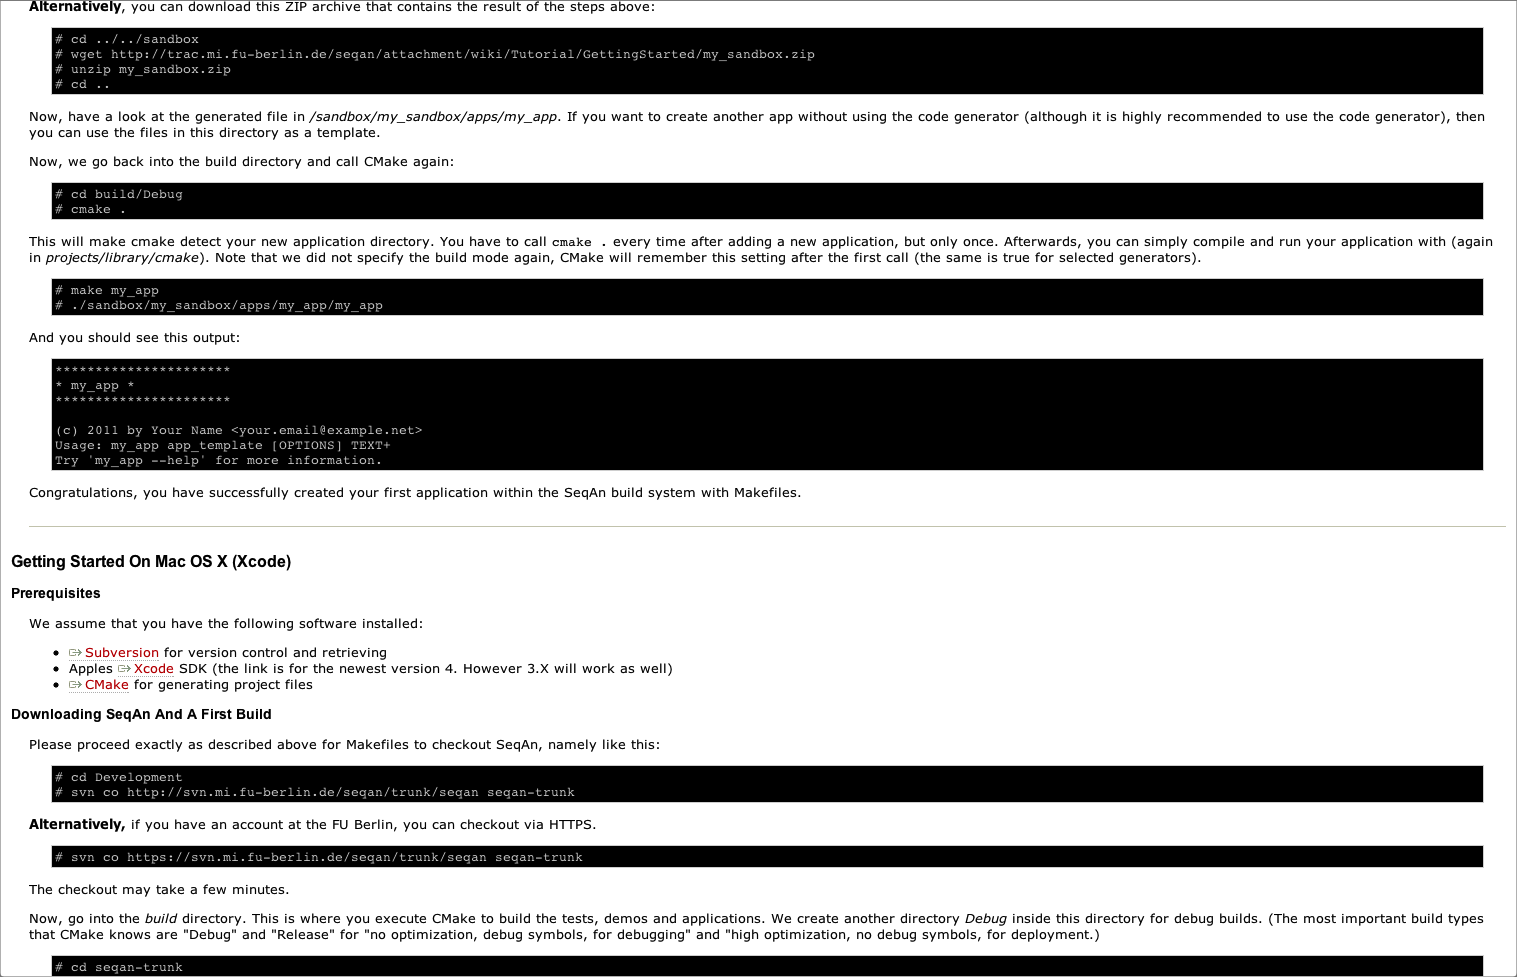 Alternatively, you can download this ZIP archive that contains the result of the steps above:
# cd ../../sandbox
# wget http://trac.mi.fu-berlin.de/seqan/attachment/wiki/Tutorial/GettingStarted/my_sandbox.zip
# unzip my_sandbox.zip
# cd ..
Now, have a look at the generated file in /sandbox/my_sandbox/apps/my_app. If you want to create another app without using the code generator (although it is highly recommended to use the code generator), then
you can use the files in this directory as a template.
Now, we go back into the build directory and call CMake again:
# cd build/Debug
# cmake .
This will make cmake detect your new application directory. You have to call cmake . every time after adding a new application, but only once. Afterwards, you can simply compile and run your application with (again
in projects/library/cmake). Note that we did not specify the build mode again, CMake will remember this setting after the first call (the same is true for selected generators).
# make my_app
# ./sandbox/my_sandbox/apps/my_app/my_app
And you should see this output:
**********************
* my_app *
**********************
(c) 2011 by Your Name <your.email@example.net>
Usage: my_app app_template [OPTIONS] TEXT+
Try 'my_app --help' for more information.
Congratulations, you have successfully created your first application within the SeqAn build system with Makefiles.
Getting Started On Mac OS X (Xcode)
Prerequisites
We assume that you have the following software installed:
• Subversion for version control and retrieving
• Apples Xcode SDK (the link is for the newest version 4. However 3.X will work as well)
• CMake for generating project files
Downloading SeqAn And A First Build
Please proceed exactly as described above for Makefiles to checkout SeqAn, namely like this:
# cd Development
# svn co http://svn.mi.fu-berlin.de/seqan/trunk/seqan seqan-trunk
Alternatively, if you have an account at the FU Berlin, you can checkout via HTTPS.
# svn co https://svn.mi.fu-berlin.de/seqan/trunk/seqan seqan-trunk
The checkout may take a few minutes.
Now, go into the build directory. This is where you execute CMake to build the tests, demos and applications. We create another directory Debug inside this directory for debug builds. (The most important build types
that CMake knows are "Debug" and "Release" for "no optimization, debug symbols, for debugging" and "high optimization, no debug symbols, for deployment.)
# cd seqan-trunk